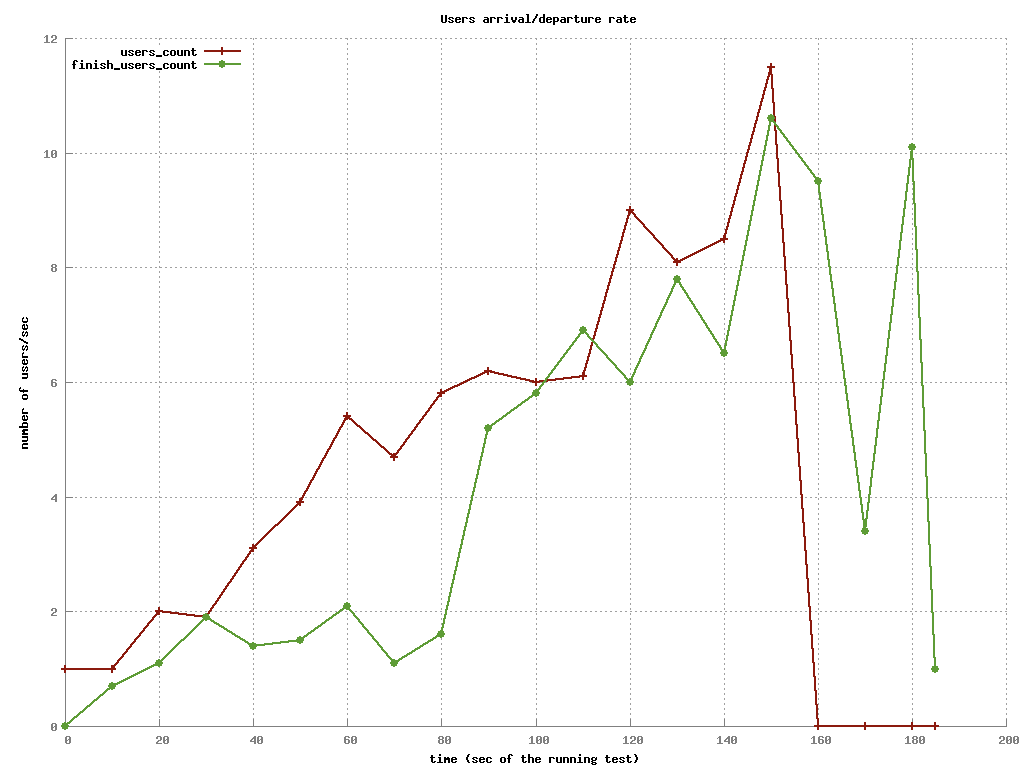 Users arrival/departure rate
users_count
finish_users_count
12
10
8
6
4
2
0
number of users/sec
0 20 40 60 80 100 120 140 160 180 200
time (sec of the running test)